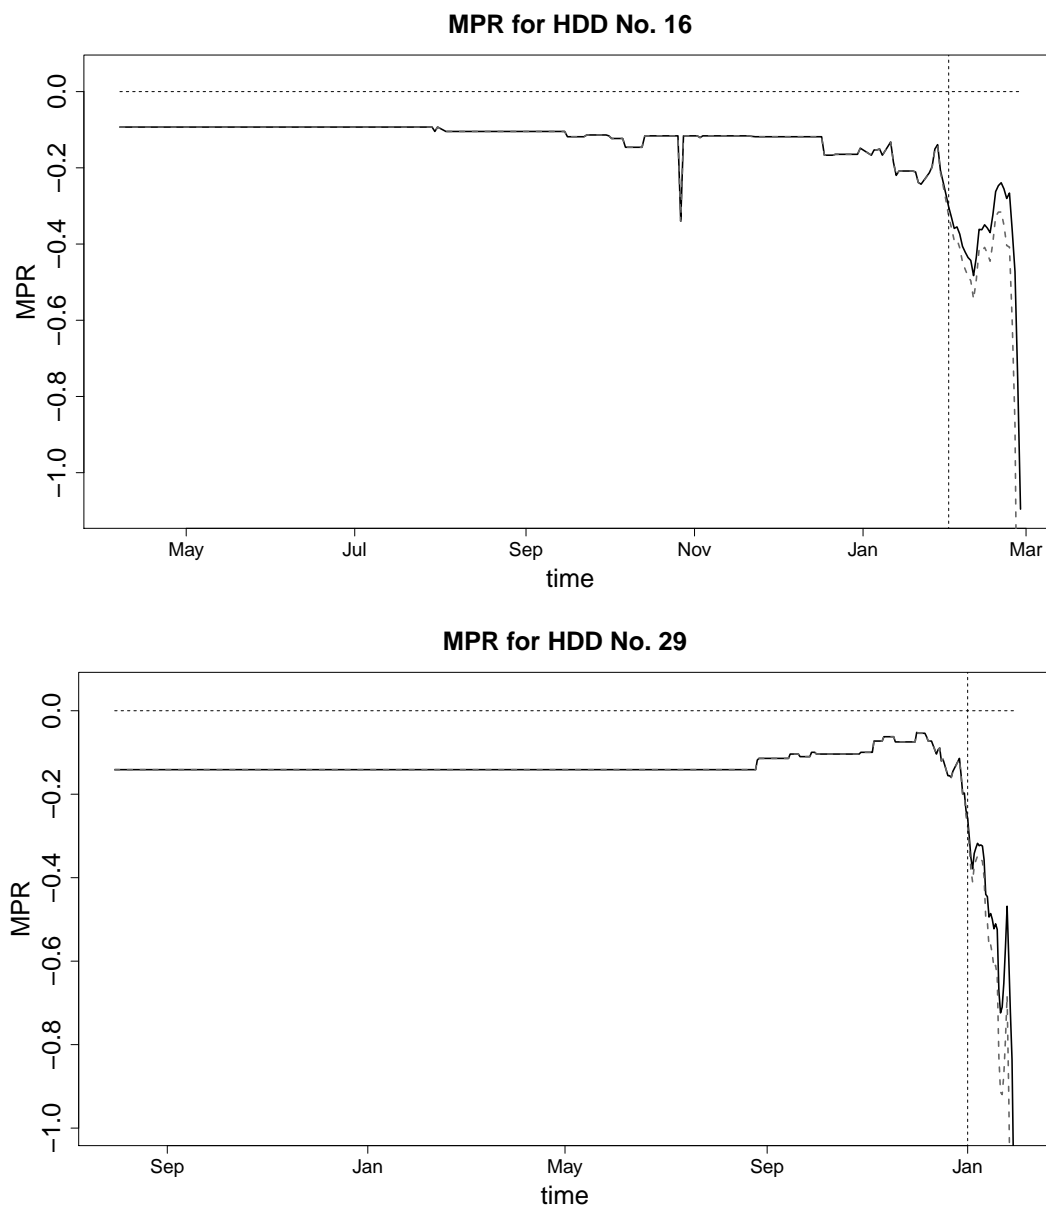 MPR for HDD No. 16
MPR
0.0
−0.2
−0.4
−0.6
−0.8
−1.0
May Jul Sep Nov Jan Mar
time
MPR for HDD No. 29
MPR
0.0
−0.2
−0.4
−0.6
−0.8
−1.0
Sep Jan May Sep Jan
time